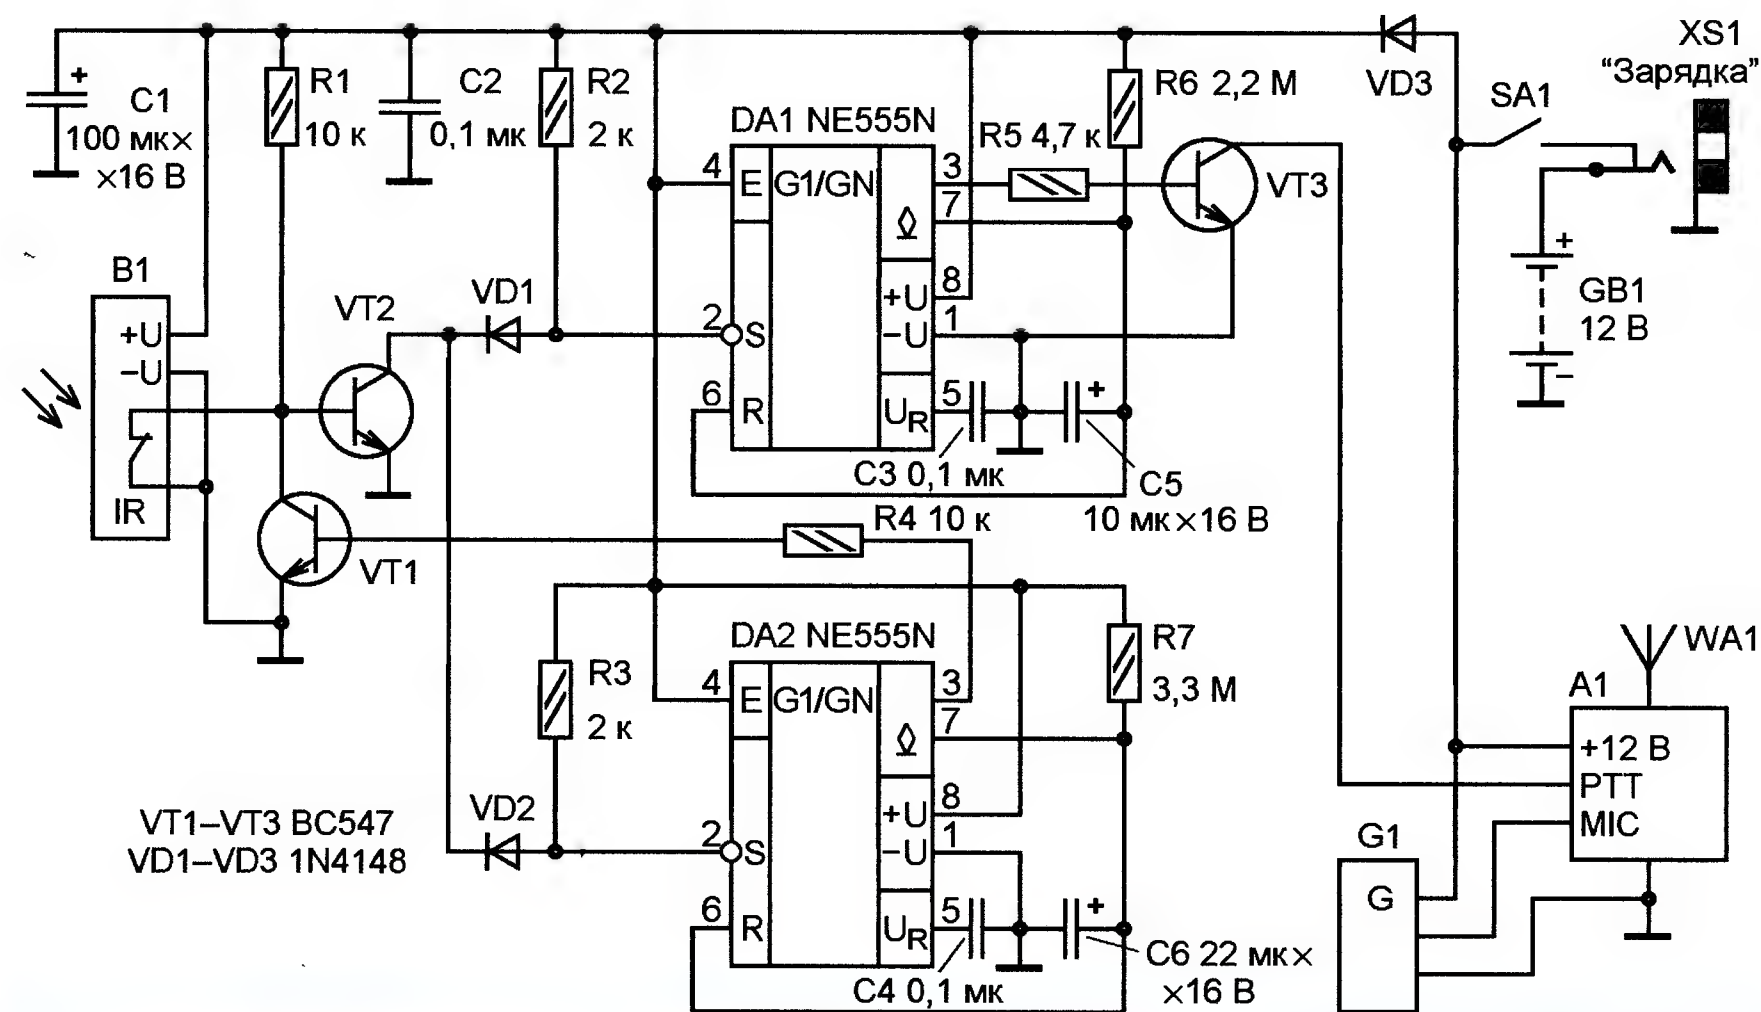 C1
100 мк×
×16 В
+
R1
10 к
C2
0,1 мк
R2
2 к
DA1 NE555N
4
E
G1/GN
2
S
6
R
3
7
8
+U
1
–U
5
UR
R5 4,7 к
R6 2,2 М
VT3
VD3
SA1
XS1
“Зарядка”
+
GB1
12 В
–
B1
+U
–U
IR
VT2
VD1
VT1
C3 0,1 мк
+
C5
10 мк×16 В
R4 10 к
DA2 NE555N
R3
2 к
4
E
G1/GN
2
S
6
R
3
7
8
+U
1
–U
5
UR
R7
3,3 М
VD2
VT1–VT3 BC547
VD1–VD3 1N4148
C4 0,1 мк
+
C6 22 мк×
×16 В
WA1
A1
+12 В
PTT
MIC
G1
G